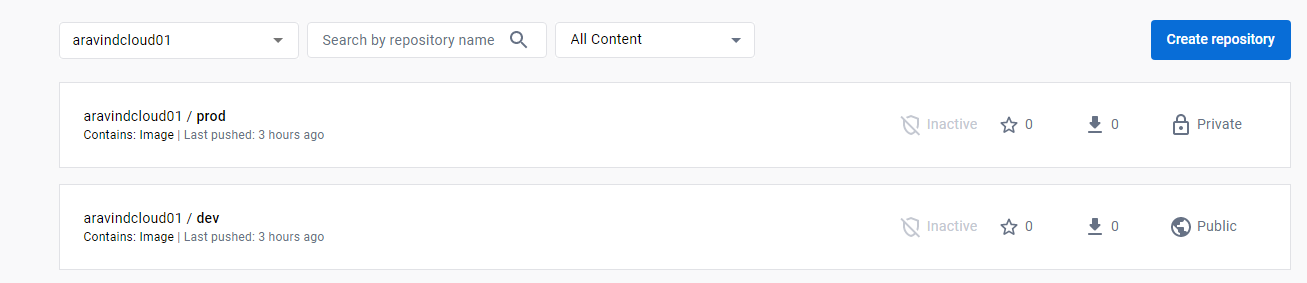 aravindcloud01 Search by repository name All Content Create repository
aravindcloud01 / prod
Contains: Image | Last pushed: 3 hours ago
Inactive 0 0 Private
aravindcloud01 / dev
Contains: Image | Last pushed: 3 hours ago
Inactive 0 0 Public